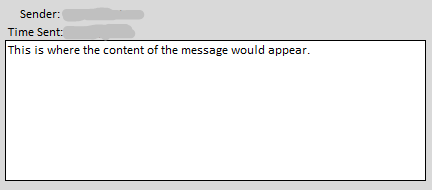 Sender:
Time Sent:
This is where the content of the message would appear.